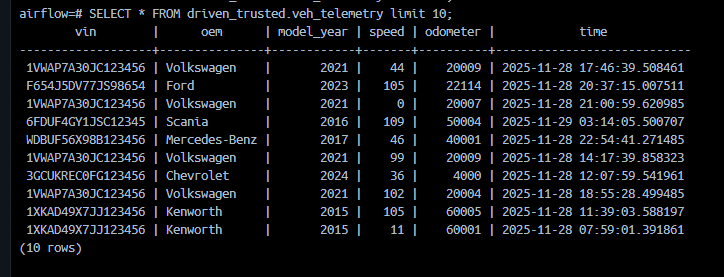 airflow=# SELECT * FROM driven_trusted.veh_telemetry limit 10;
vin | oem | model_year | speed | odometer | time
-------------------+---------------+------------+-------+----------+----------------------------
1VWAP7A30JC123456 | Volkswagen | 2021 | 44 | 20009 | 2025-11-28 17:46:39.508461
F654J5DV77JS98654 | Ford | 2023 | 105 | 22114 | 2025-11-28 20:37:15.007511
1VWAP7A30JC123456 | Volkswagen | 2021 | 0 | 20007 | 2025-11-28 21:00:59.620985
6FDUF4GY1JSC12345 | Scania | 2016 | 109 | 50004 | 2025-11-29 03:14:05.500707
WDBUF56X98B123456 | Mercedes-Benz | 2017 | 46 | 40001 | 2025-11-28 22:54:41.271485
1VWAP7A30JC123456 | Volkswagen | 2021 | 99 | 20009 | 2025-11-28 14:17:39.858323
3GCUKREC0FG123456 | Chevrolet | 2024 | 36 | 4000 | 2025-11-28 12:07:59.541961
1VWAP7A30JC123456 | Volkswagen | 2021 | 102 | 20004 | 2025-11-28 18:55:28.499485
1XKAD49X7JJ123456 | Kenworth | 2015 | 105 | 60005 | 2025-11-28 11:39:03.588197
1XKAD49X7JJ123456 | Kenworth | 2015 | 11 | 60001 | 2025-11-28 07:59:01.391861
(10 rows)